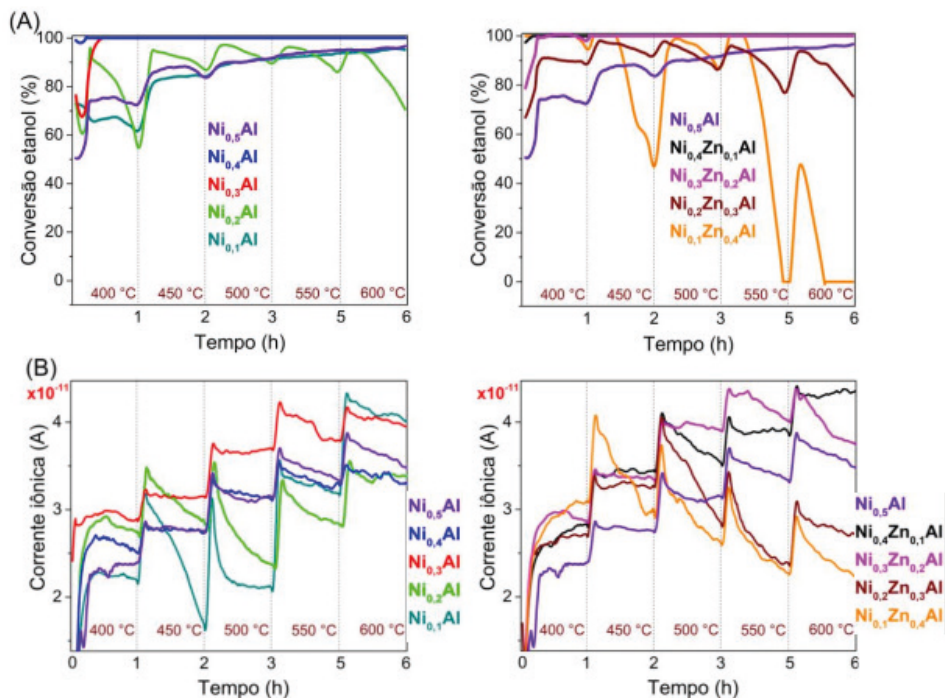 (A)
Conversão etanol (%)
100
80
60
40
20
0
Ni0,5Al
Ni0,4Al
Ni0,3Al
Ni0,2Al
Ni0,1Al
400 °C 450 °C 500 °C 550 °C 600 °C
0 1 2 3 5 6
Tempo (h)
Conversão etanol (%)
100
80
60
40
20
0
Ni0,5Al
Ni0,4Zn0,1Al
Ni0,3Zn0,2Al
Ni0,2Zn0,3Al
Ni0,1Zn0,4Al
400 °C 450 °C 500 °C 550 °C 600 °C
0 1 2 3 5 6
Tempo (h)
(B)
x10-11
Corrente iônica (A)
4
3
2
Ni0,5Al
Ni0,4Al
Ni0,3Al
Ni0,2Al
Ni0,1Al
400 °C 450 °C 500 °C 550 °C 600 °C
0 1 2 3 5 6
Tempo (h)
x10-11
Corrente iônica (A)
4
3
2
Ni0,5Al
Ni0,4Zn0,1Al
Ni0,3Zn0,2Al
Ni0,2Zn0,3Al
Ni0,1Zn0,4Al
400 °C 450 °C 500 °C 550 °C 600 °C
0 1 2 3 5 6
Tempo (h)